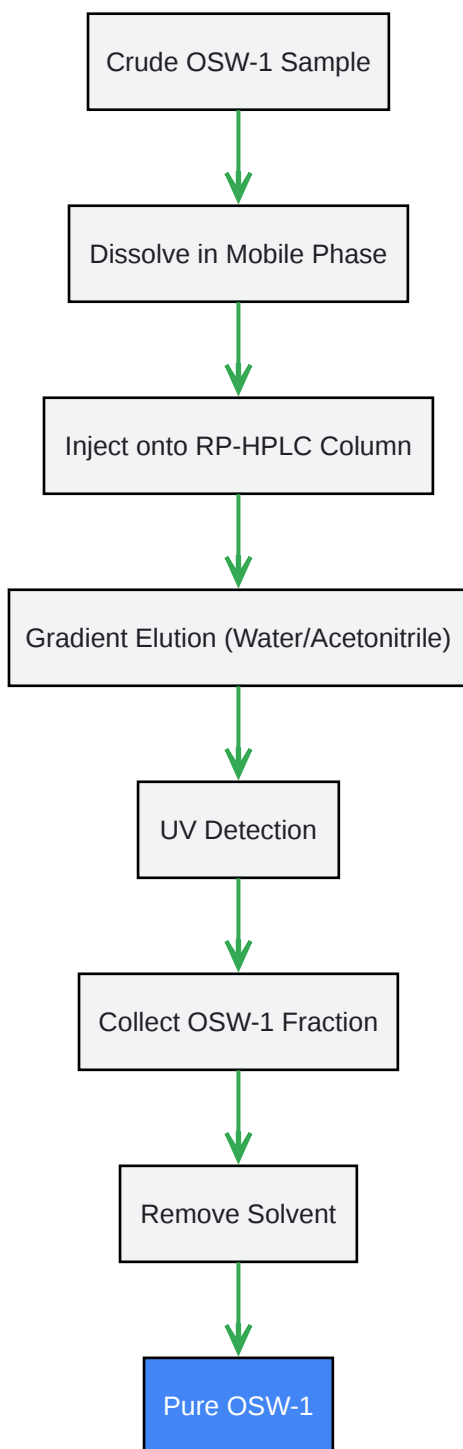 Crude OSW-1 Sample
Dissolve in Mobile Phase
Inject onto RP-HPLC Column
Gradient Elution (Water/Acetonitrile)
UV Detection
Collect OSW-1 Fraction
Remove Solvent
Pure OSW-1